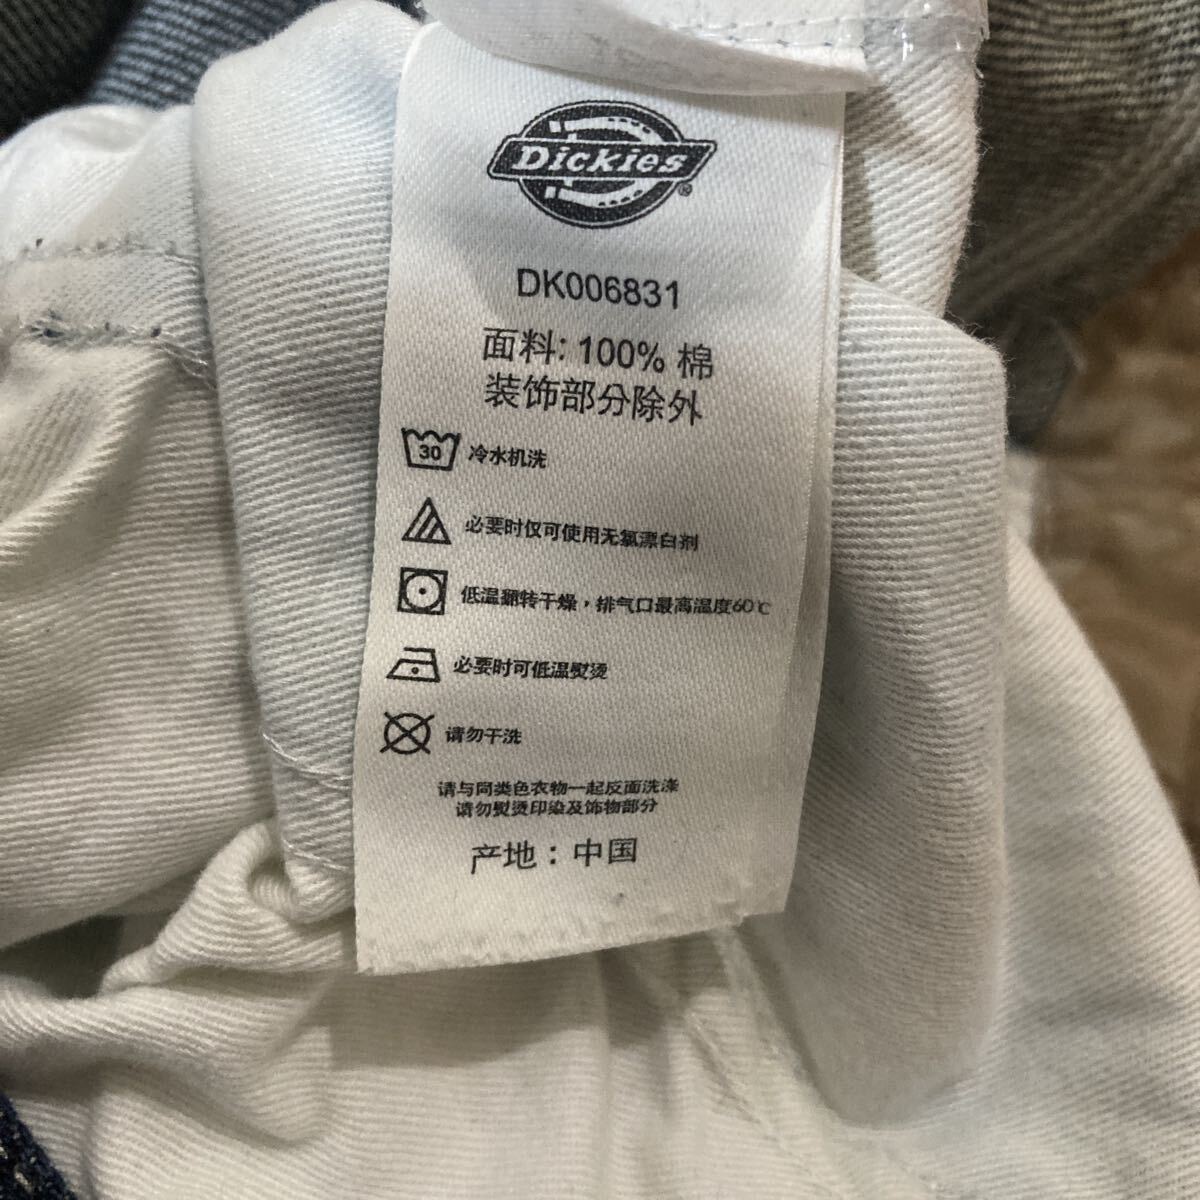 Dickies®
DK006831
面料: 100% 棉
装饰部分除外
30 冷水机洗
必要时仅可使用无氯漂白剂
低温翻转干燥，排气口最高温度60℃
必要时可低温熨烫
请勿干洗
请与同类色衣物一起反面洗涤
请勿熨烫印染及饰物部分
产地：中国